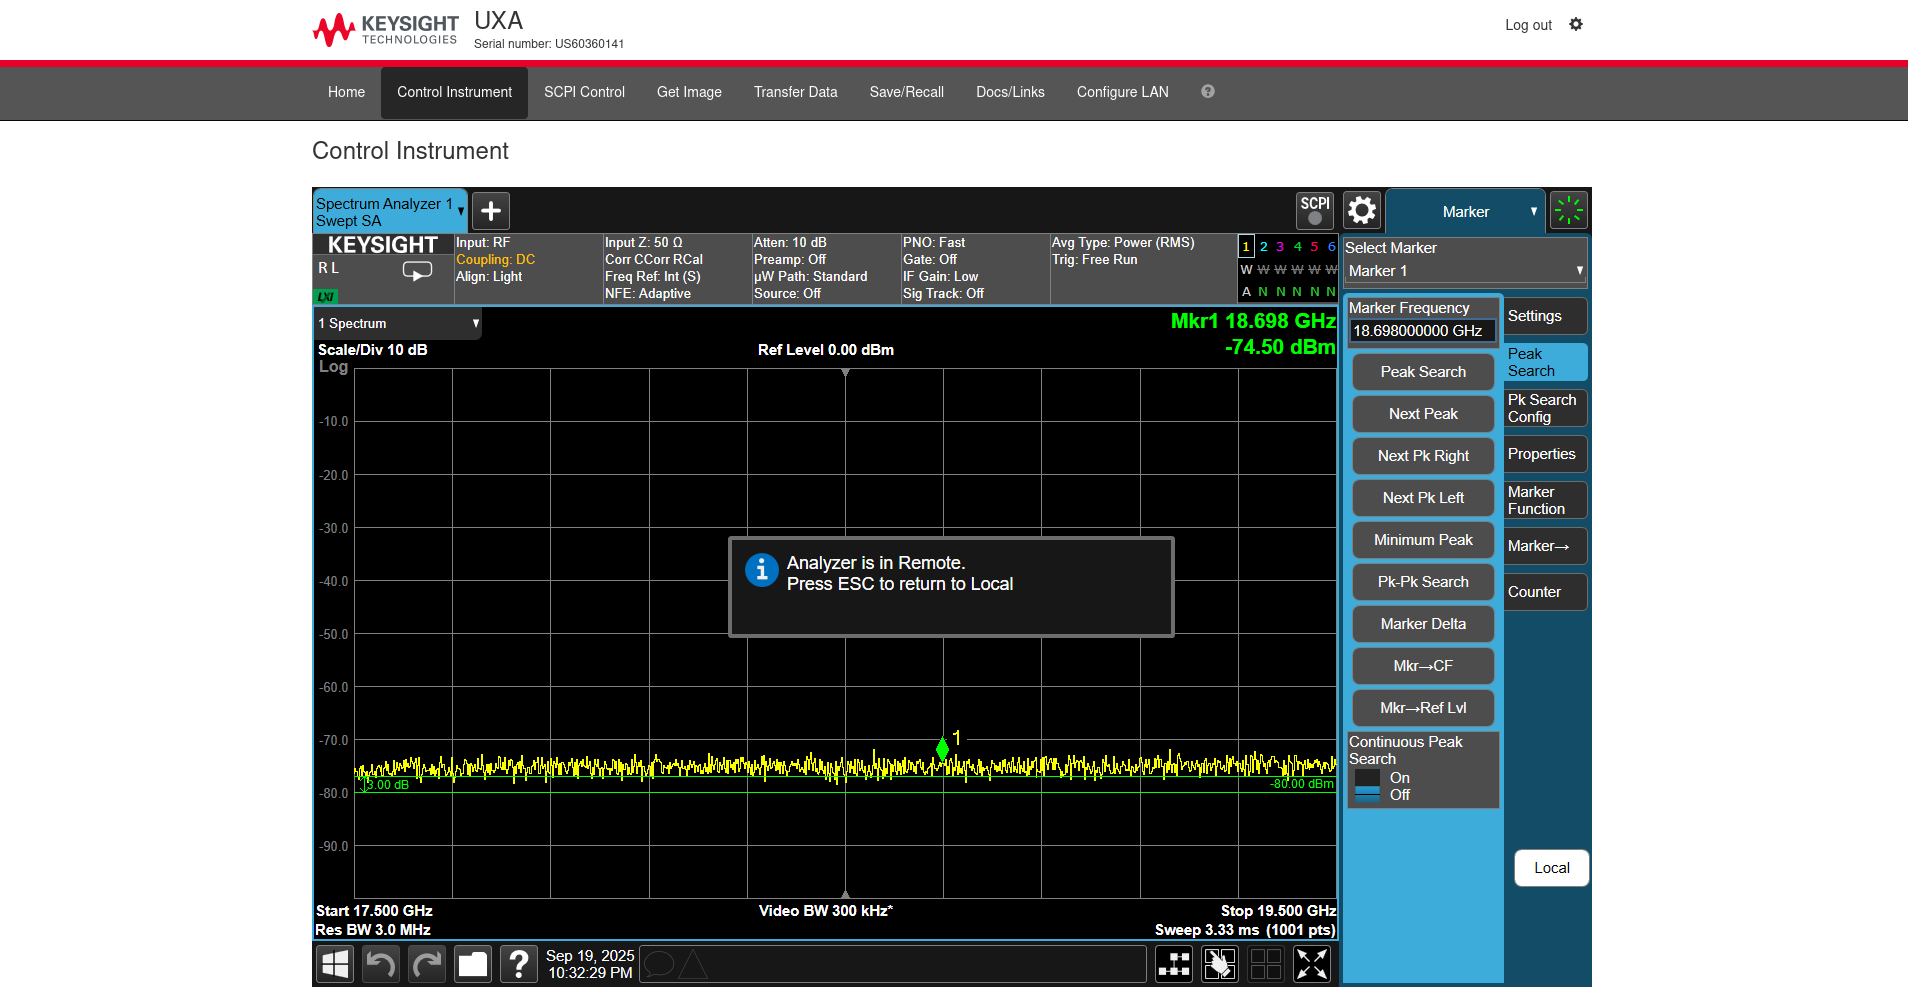 KEYSIGHT
TECHNOLOGIES
UXA
Serial number: US60360141
Log out
Home
Control Instrument
SCPI Control
Get Image
Transfer Data
Save/Recall
Docs/Links
Configure LAN
?
Control Instrument
Spectrum Analyzer 1
Swept SA
+
SCPI
Marker
KEYSIGHT
R L
LXI
Input: RF
Coupling: DC
Align: Light
Input Z: 50 Ω
Corr CCorr RCal
Freq Ref: Int (S)
NFE: Adaptive
Atten: 10 dB
Preamp: Off
µW Path: Standard
Source: Off
PNO: Fast
Gate: Off
IF Gain: Low
Sig Track: Off
Avg Type: Power (RMS)
Trig: Free Run
1 2 3 4 5 6
W W W W W W
A N N N N N
Select Marker
Marker 1
1 Spectrum
Scale/Div 10 dB
Log
Ref Level 0.00 dBm
Mkr1 18.698 GHz
-74.50 dBm
-10.0
-20.0
-30.0
-40.0
-50.0
-60.0
-70.0
-80.0
-90.0
Analyzer is in Remote.
Press ESC to return to Local
1
3.00 dB
-80.00 dBm
Start 17.500 GHz
Res BW 3.0 MHz
Video BW 300 kHz*
Stop 19.500 GHz
Sweep 3.33 ms (1001 pts)
Marker Frequency
18.698000000 GHz
Peak Search
Next Peak
Next Pk Right
Next Pk Left
Minimum Peak
Pk-Pk Search
Marker Delta
Mkr→CF
Mkr→Ref Lvl
Continuous Peak
Search
On
Off
Settings
Peak
Search
Pk Search
Config
Properties
Marker
Function
Marker→
Counter
Local
?
Sep 19, 2025
10:32:29 PM